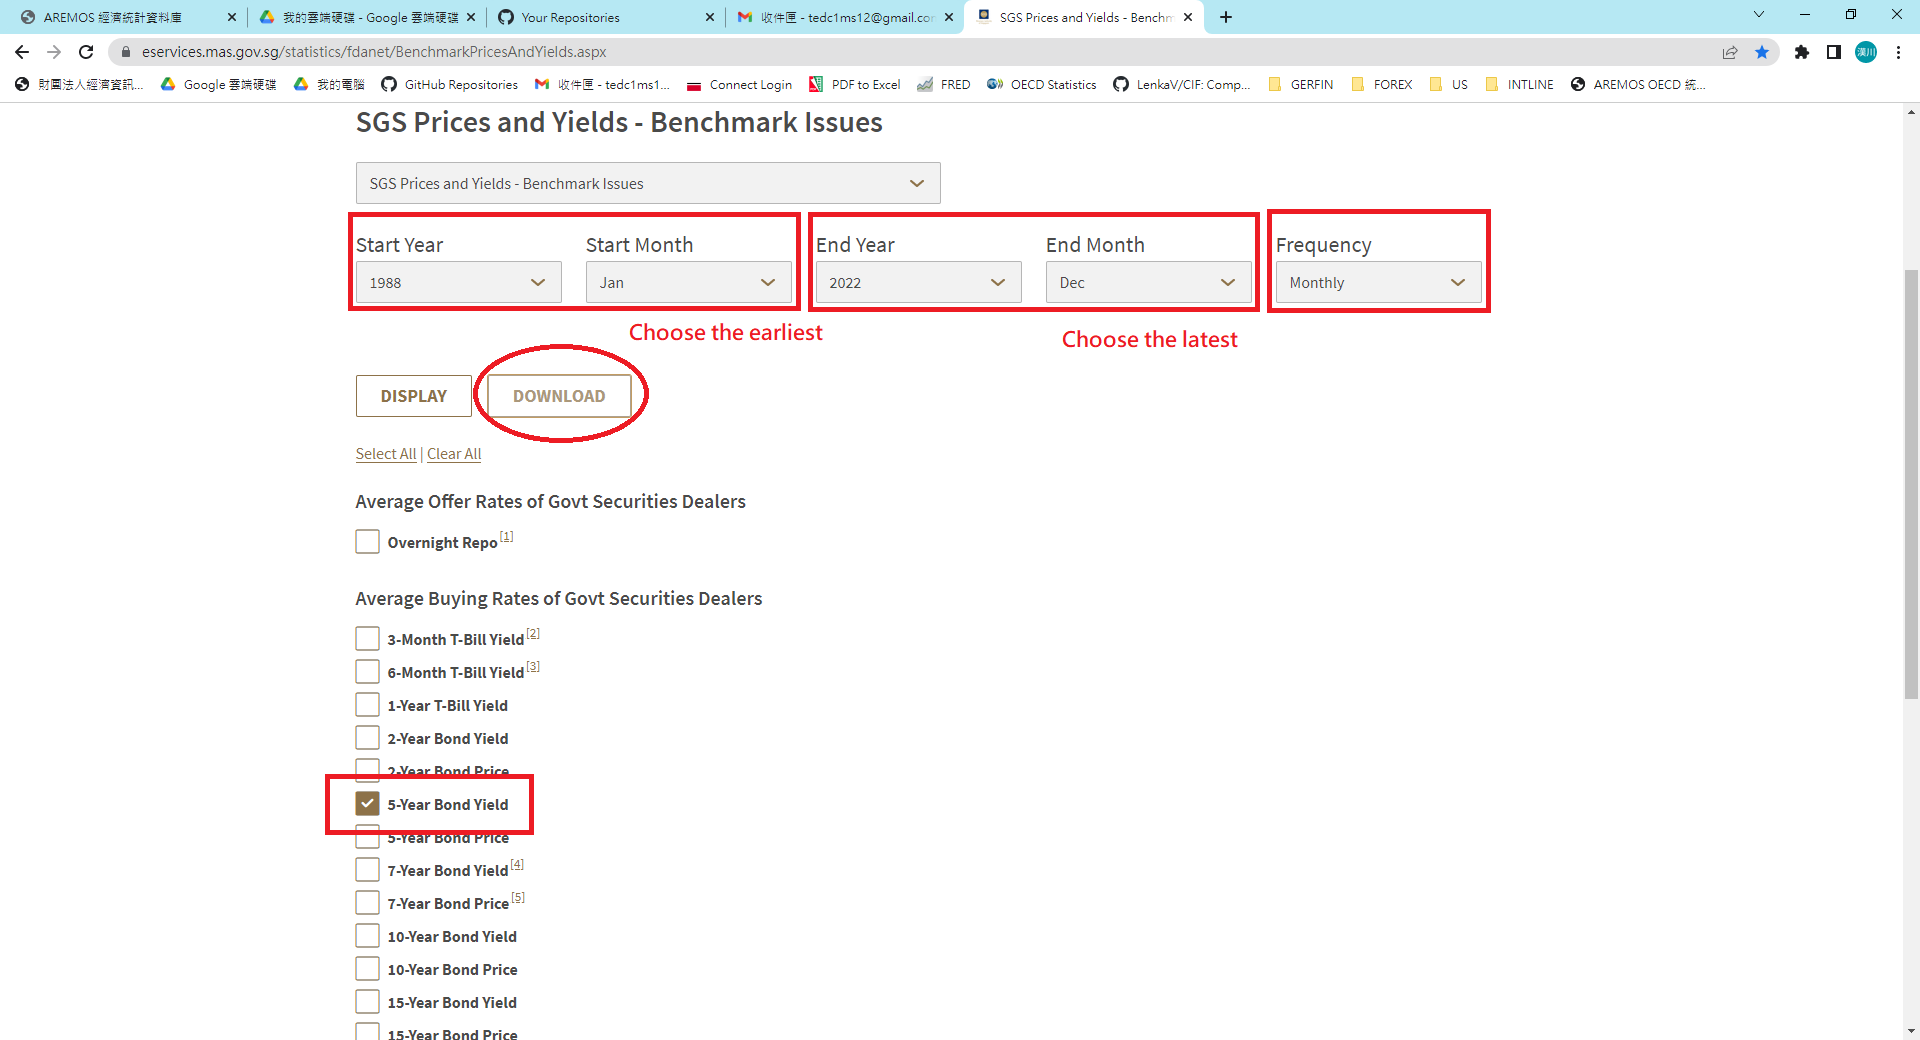 AREMOS 經濟統計資料庫
我的雲端硬碟 - Google 雲端硬碟
Your Repositories
收件匣 - tedc1ms12@gmail.co
SGS Prices and Yields - Benchm
eservices.mas.gov.sg/statistics/fdanet/BenchmarkPricesAndYields.aspx
漢川
財團法人經濟資訊...
Google 雲端硬碟
我的電腦
GitHub Repositories
收件匣 - tedc1ms1...
Connect Login
PDF to Excel
FRED
OECD Statistics
LenkaV/CIF: Comp...
GERFIN
FOREX
US
INTLINE
AREMOS OECD 統...
SGS Prices and Yields - Benchmark Issues
SGS Prices and Yields - Benchmark Issues
Start Year
Start Month
End Year
End Month
Frequency
1988
Jan
2022
Dec
Monthly
Choose the earliest
Choose the latest
DISPLAY
DOWNLOAD
Select All | Clear All
Average Offer Rates of Govt Securities Dealers
Overnight Repo [1]
Average Buying Rates of Govt Securities Dealers
3-Month T-Bill Yield [2]
6-Month T-Bill Yield [3]
1-Year T-Bill Yield
2-Year Bond Yield
2-Year Bond Price
5-Year Bond Yield
5-Year Bond Price
7-Year Bond Yield [4]
7-Year Bond Price [5]
10-Year Bond Yield
10-Year Bond Price
15-Year Bond Yield
15-Year Bond Price